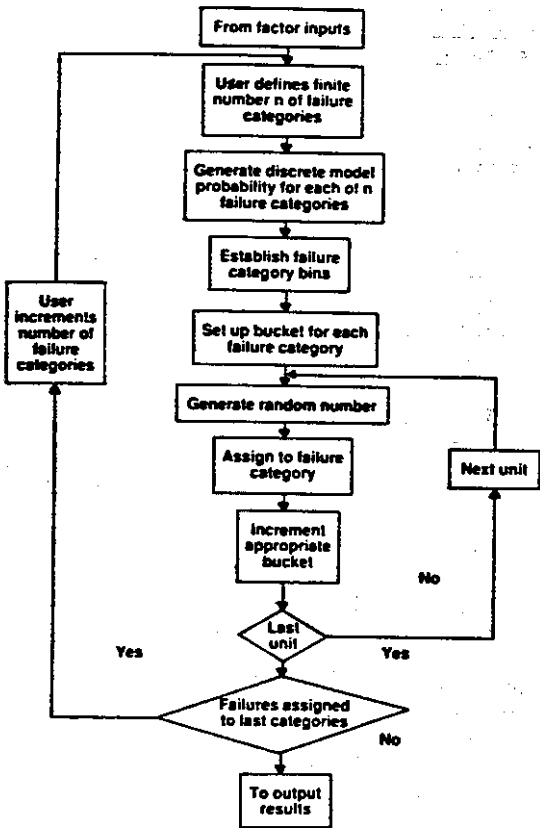 From factor inputs
User defines finite
number n of failure
categories
Generate discrete model
probability for each of n
failure categories
Establish failure
category bins
User
increments
number of
failure
categories
Set up bucket for each
failure category
Generate random number
Assign to failure
category
Next unit
Increment
appropriate
bucket
No
Last
unit
Yes
Yes
Failures assigned
to last categories
No
To output
results